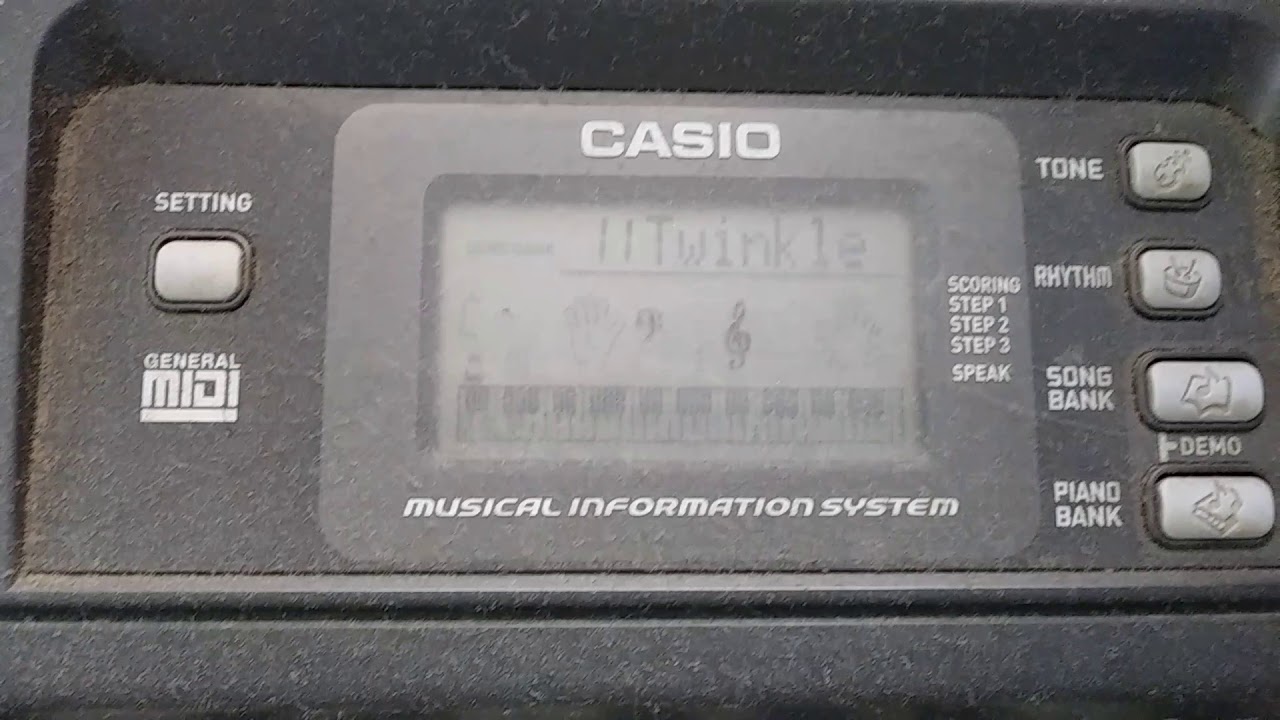 CASIO
SETTING
GENERAL
MIDI
11Twinkle
SCORING
STEP 1
STEP 2
STEP 3
SPEAK
MUSICAL INFORMATION SYSTEM
TONE
RHYTHM
SONG
BANK
DEMO
PIANO
BANK